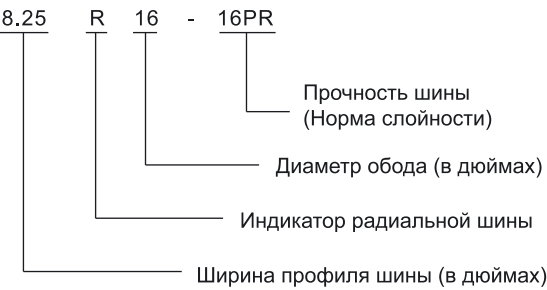 8.25 R 16 - 16PR
Прочность шины
(Норма слойности)
Диаметр обода (в дюймах)
Индикатор радиальной шины
Ширина профиля шины (в дюймах)